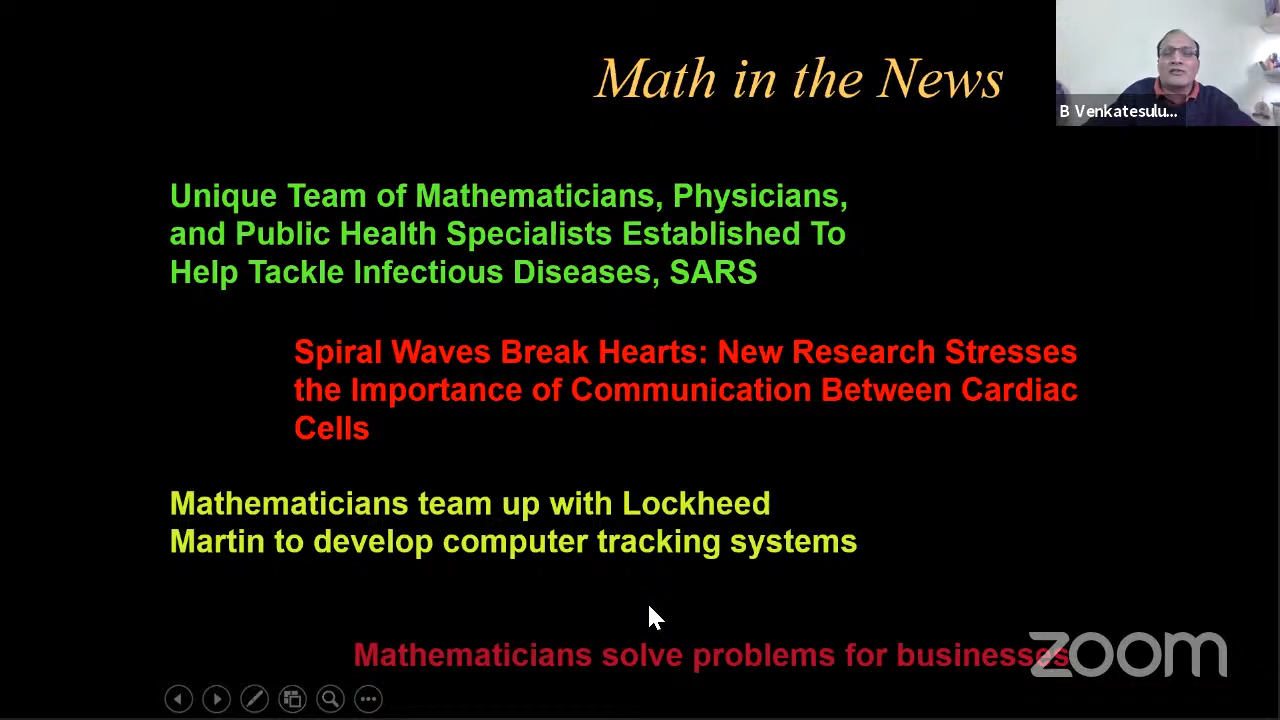 Math in the News
B Venkatesulu...
Unique Team of Mathematicians, Physicians,
and Public Health Specialists Established To
Help Tackle Infectious Diseases, SARS
Spiral Waves Break Hearts: New Research Stresses
the Importance of Communication Between Cardiac
Cells
Mathematicians team up with Lockheed
Martin to develop computer tracking systems
Mathematicians solve problems for businesses
zoom